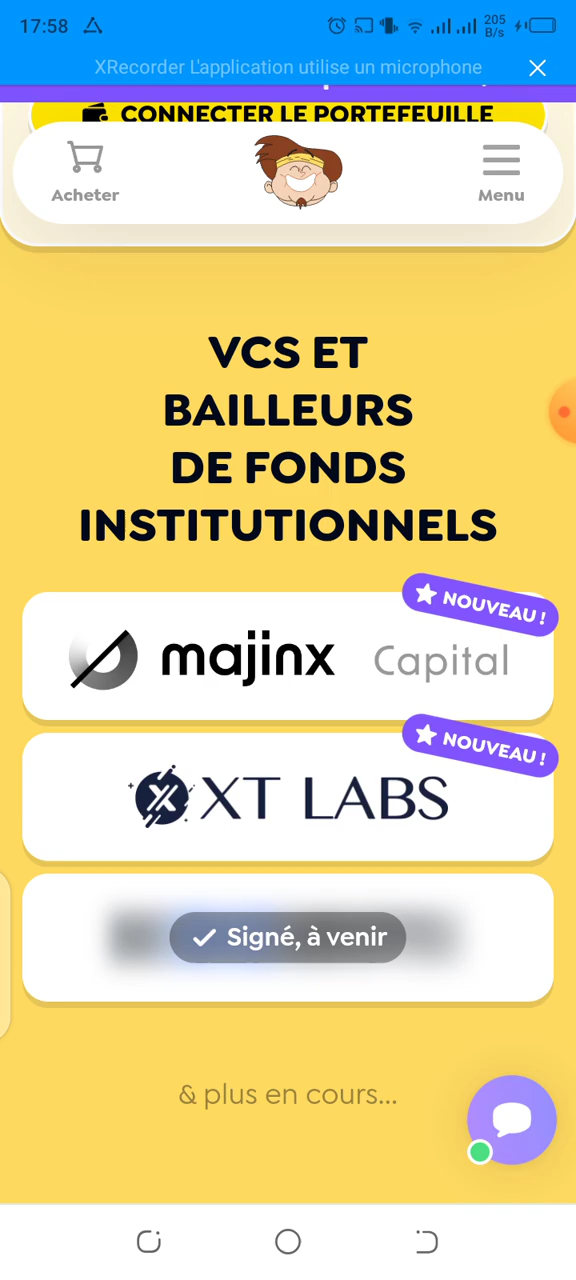 17:58
205
B/s
XRecorder L'application utilise un microphone
CONNECTER LE PORTEFEUILLE
Acheter
Menu
VCS ET
BAILLEURS
DE FONDS
INSTITUTIONNELS
NOUVEAU !
majinx Capital
NOUVEAU !
XT LABS
Signé, à venir
& plus en cours...